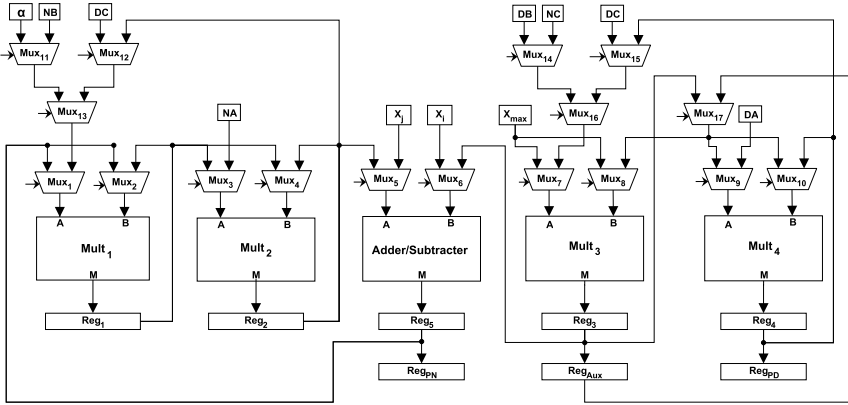 α NB DC DB NC DC
Mux11 Mux12 Mux14 Mux15
Mux13 NA Xj Xi Xmax Mux16 Mux17 DA
Mux1 Mux2 Mux3 Mux4 Mux5 Mux6 Mux7 Mux8 Mux9 Mux10
A B A B A B A B A B
Mult1 Mult2 Adder/Subtracter Mult3 Mult4
M M M M M
Reg1 Reg2 Reg5 Reg3 Reg4
RegPN RegAux RegPD